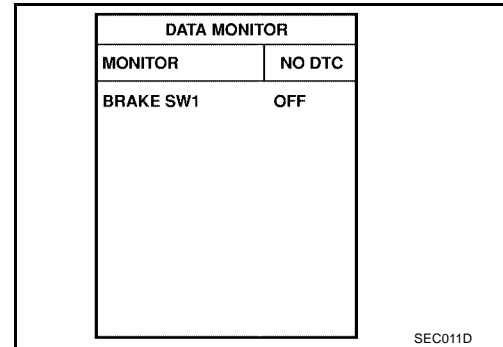 DATA MONITOR
MONITOR NO DTC
BRAKE SW1 OFF
SEC011D